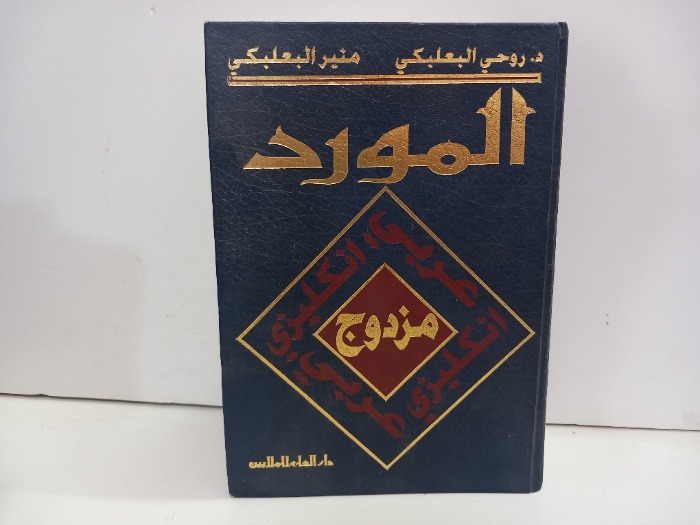 د. روحي البعلبكي منير البعلبكي
المورد
عربي، انكليزي
مزدوج
انكليزي عربي
دار العلم للملايين